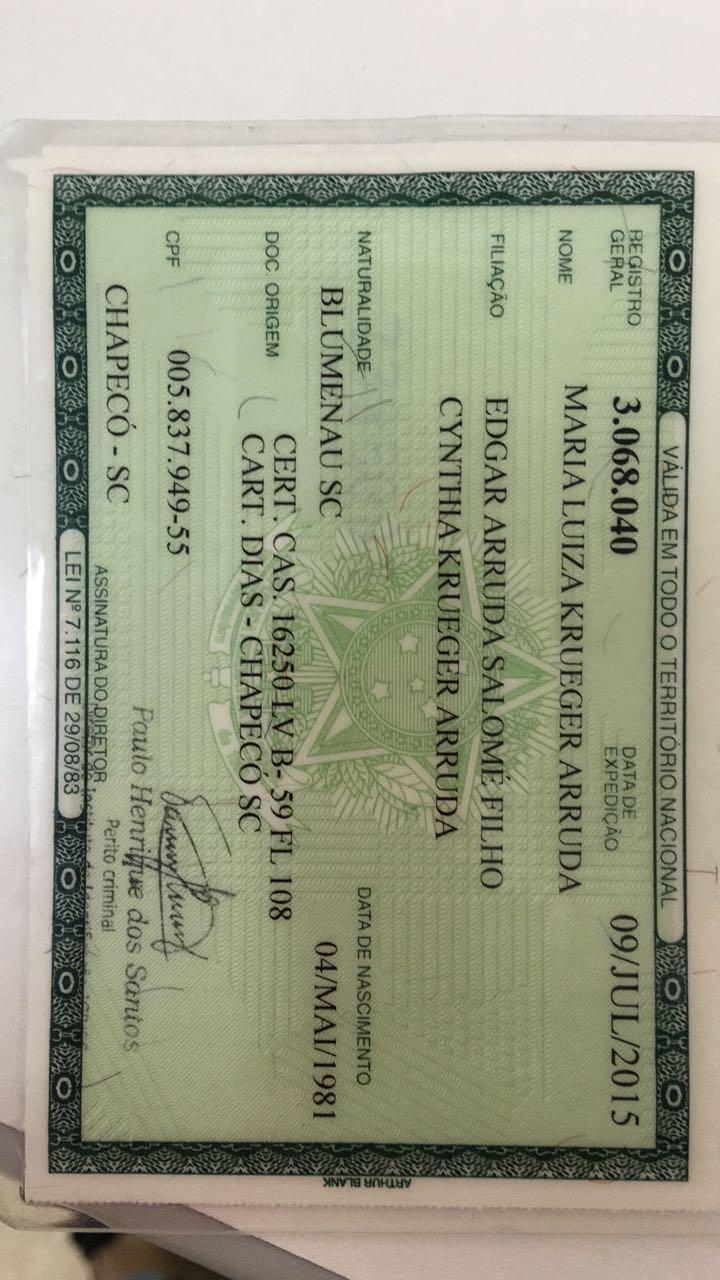 VÁLIDA EM TODO O TERRITÓRIO NACIONAL
REGISTRO GERAL 3.068.040 DATA DE EXPEDIÇÃO 09/JUL/2015
NOME MARIA LUIZA KRUEGER ARRUDA
FILIAÇÃO EDGAR ARRUDA SALOMÉ FILHO
CYNTHIA KRUEGER ARRUDA
NATURALIDADE DATA DE NASCIMENTO
BLUMENAU SC 04/MAI/1981
DOC. ORIGEM CERT. CAS. 16250 LV B- 59 FL 108
CART. DIAS - CHAPECÓ SC
CPF 005.837.949-55
CHAPECÓ - SC
Paulo Henrique dos Santos
Perito criminal
ASSINATURA DO DIRETOR
LEI Nº 7.116 DE 29/08/83
ARTHUR BLANK